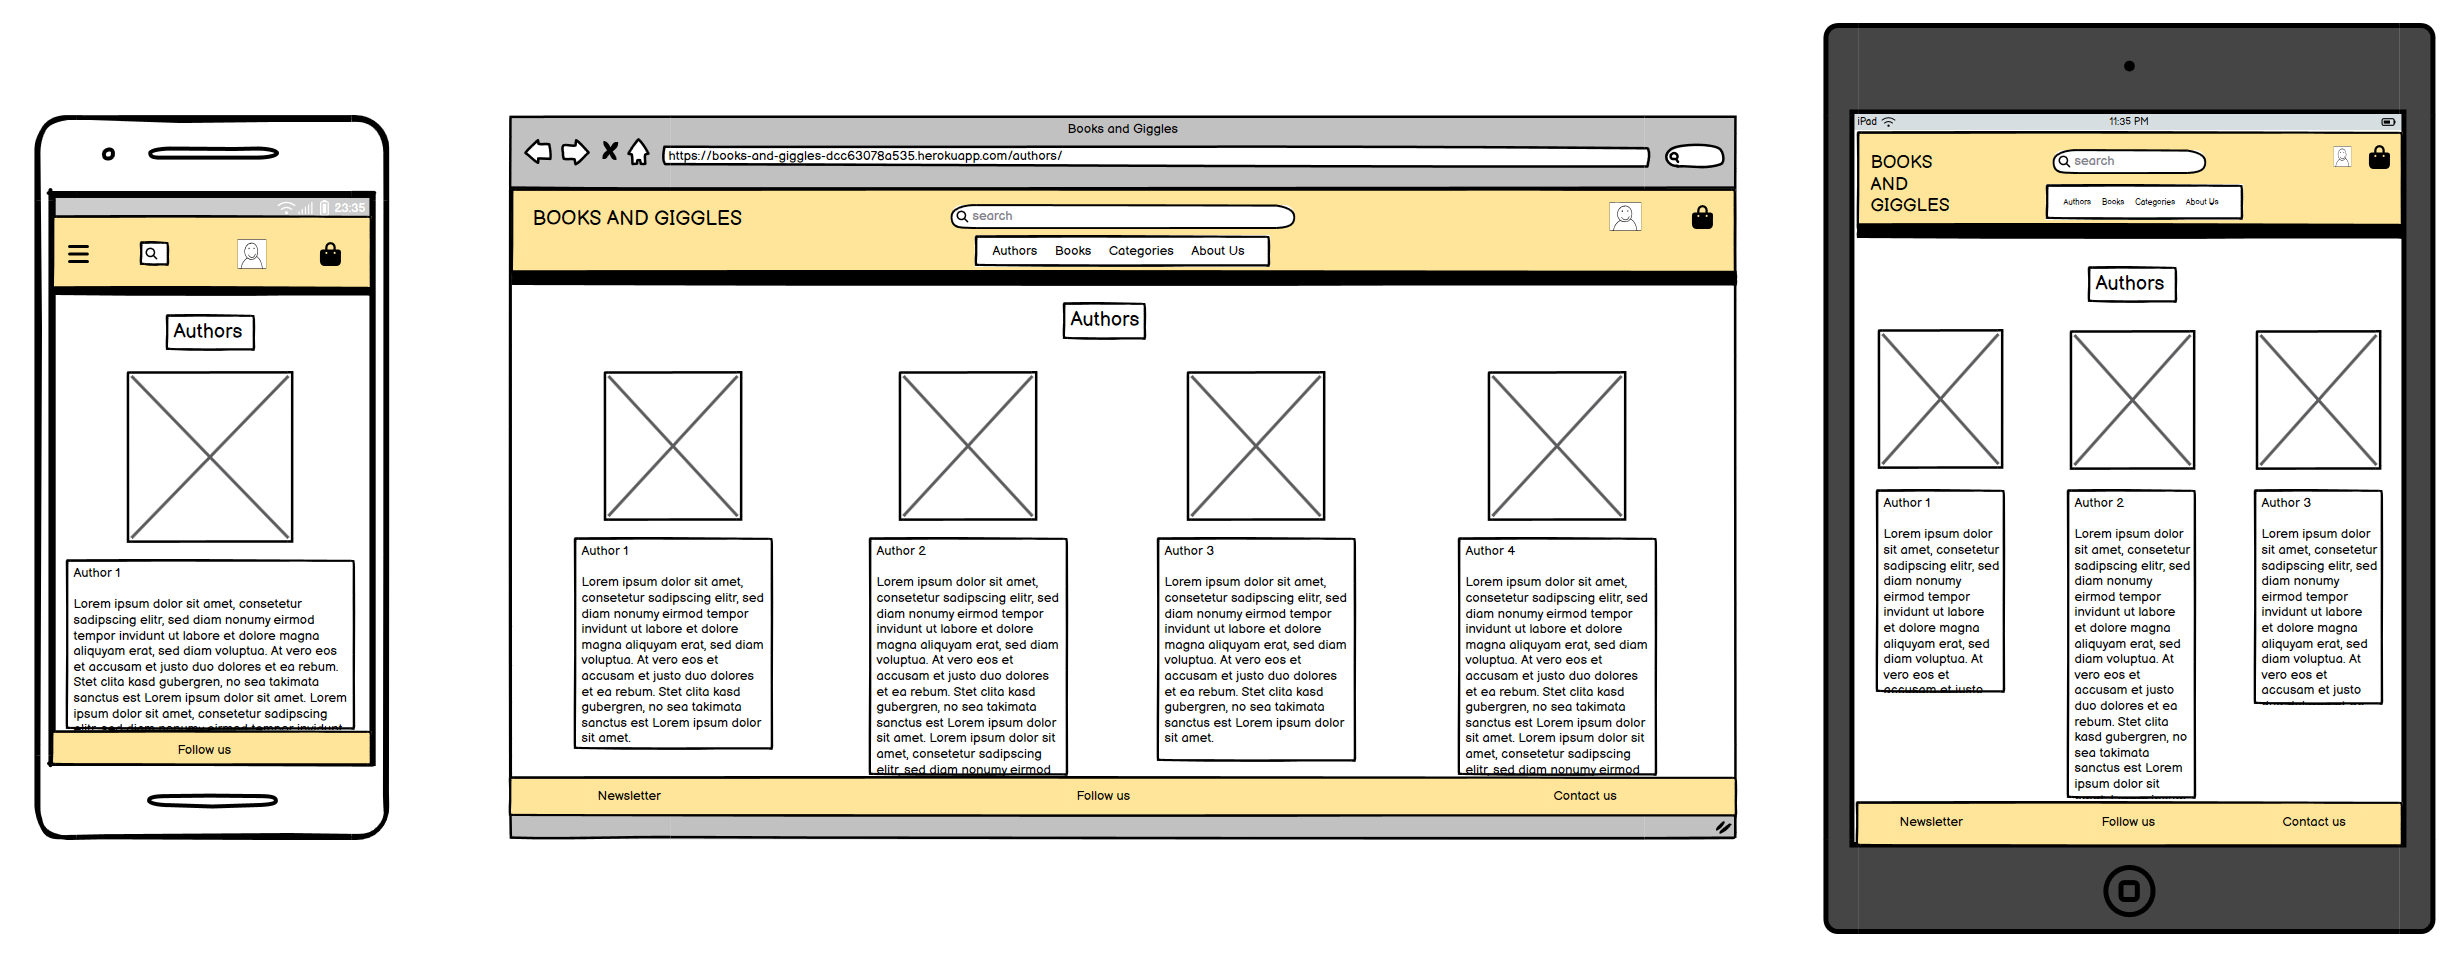 23:35
Authors
Author 1
Lorem ipsum dolor sit amet, consetetur
sadipscing elitr, sed diam nonumy eirmod
tempor invidunt ut labore et dolore magna
aliquyam erat, sed diam voluptua. At vero eos
et accusam et justo duo dolores et ea rebum.
Stet clita kasd gubergren, no sea takimata
sanctus est Lorem ipsum dolor sit amet. Lorem
ipsum dolor sit amet, consetetur sadipscing
elitr, sed diam nonumy eirmod tempor invidunt
Follow us
Books and Giggles
https://books-and-giggles-dcc63078a535.herokuapp.com/authors/
BOOKS AND GIGGLES
search
Authors Books Categories About Us
Authors
Author 1
Lorem ipsum dolor sit amet,
consetetur sadipscing elitr, sed
diam nonumy eirmod tempor
invidunt ut labore et dolore
magna aliquyam erat, sed diam
voluptua. At vero eos et
accusam et justo duo dolores
et ea rebum. Stet clita kasd
gubergren, no sea takimata
sanctus est Lorem ipsum dolor
sit amet.
Author 2
Lorem ipsum dolor sit amet,
consetetur sadipscing elitr, sed
diam nonumy eirmod tempor
invidunt ut labore et dolore
magna aliquyam erat, sed diam
voluptua. At vero eos et
accusam et justo duo dolores
et ea rebum. Stet clita kasd
gubergren, no sea takimata
sanctus est Lorem ipsum dolor
sit amet. Lorem ipsum dolor sit
amet, consetetur sadipscing
elitr, sed diam nonumy eirmod
Author 3
Lorem ipsum dolor sit amet,
consetetur sadipscing elitr, sed
diam nonumy eirmod tempor
invidunt ut labore et dolore
magna aliquyam erat, sed diam
voluptua. At vero eos et
accusam et justo duo dolores
et ea rebum. Stet clita kasd
gubergren, no sea takimata
sanctus est Lorem ipsum dolor
sit amet.
Author 4
Lorem ipsum dolor sit amet,
consetetur sadipscing elitr, sed
diam nonumy eirmod tempor
invidunt ut labore et dolore
magna aliquyam erat, sed diam
voluptua. At vero eos et
accusam et justo duo dolores
et ea rebum. Stet clita kasd
gubergren, no sea takimata
sanctus est Lorem ipsum dolor
sit amet. Lorem ipsum dolor sit
amet, consetetur sadipscing
elitr, sed diam nonumy eirmod
Newsletter Follow us Contact us
iPad 11:35 PM
BOOKS
AND
GIGGLES
search
Authors Books Categories About Us
Authors
Author 1
Lorem ipsum dolor
sit amet, consetetur
sadipscing elitr, sed
diam nonumy
eirmod tempor
invidunt ut labore
et dolore magna
aliquyam erat, sed
diam voluptua. At
vero eos et
accusam et justo
Author 2
Lorem ipsum dolor
sit amet, consetetur
sadipscing elitr, sed
diam nonumy
eirmod tempor
invidunt ut labore
et dolore magna
aliquyam erat, sed
diam voluptua. At
vero eos et
accusam et justo
duo dolores et ea
rebum. Stet clita
kasd gubergren, no
sea takimata
sanctus est Lorem
ipsum dolor sit
Author 3
Lorem ipsum dolor
sit amet, consetetur
sadipscing elitr, sed
diam nonumy
eirmod tempor
invidunt ut labore
et dolore magna
aliquyam erat, sed
diam voluptua. At
vero eos et
accusam et justo
Newsletter Follow us Contact us